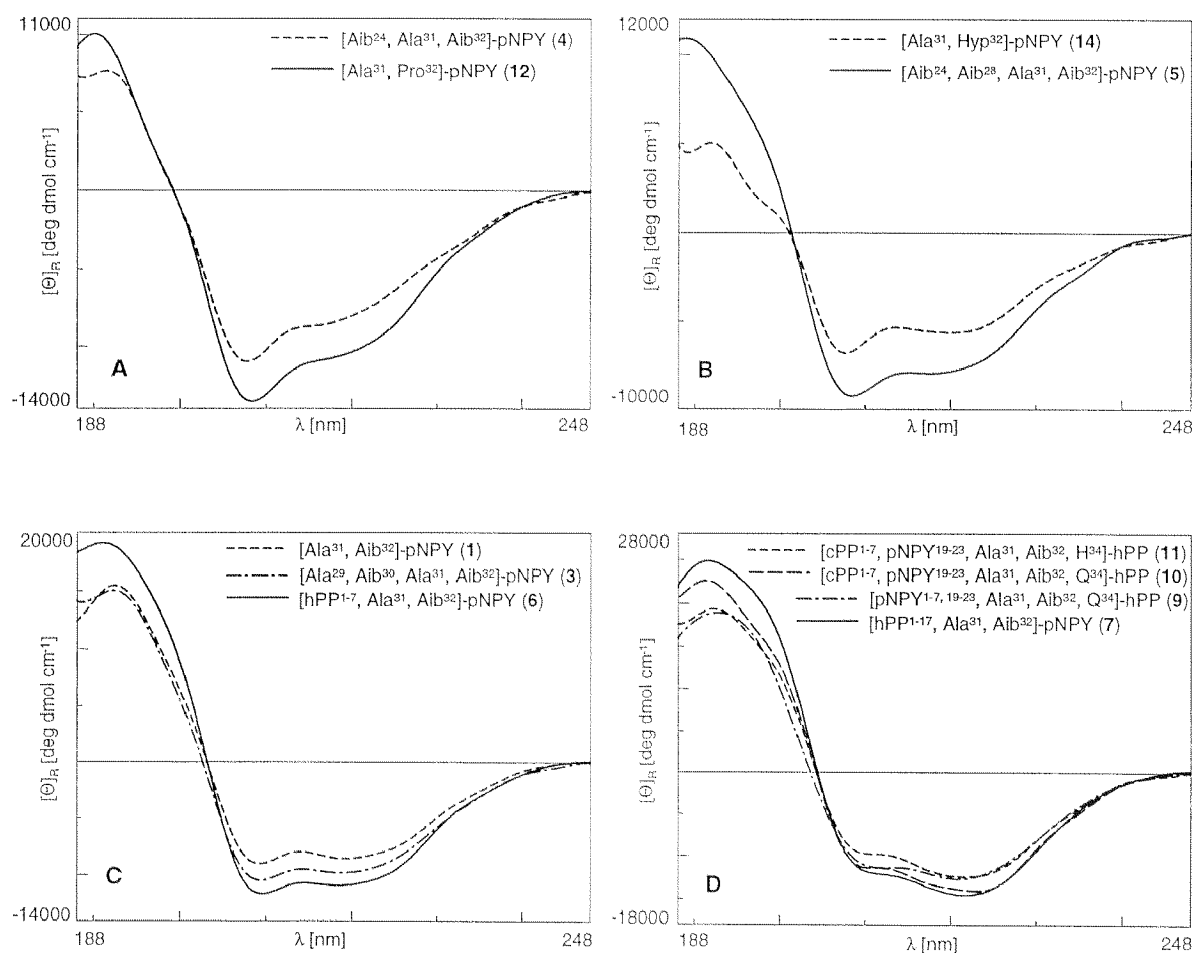 11000
[Aib²⁴, Ala³¹, Aib³²]-pNPY (4)
[Ala³¹, Pro³²]-pNPY (12)
[Θ]R [deg dmol cm⁻¹]
A
-14000
188
λ [nm]
248
12000
[Ala³¹, Hyp³²]-pNPY (14)
[Aib²⁴, Aib²⁸, Ala³¹, Aib³²]-pNPY (5)
[Θ]R [deg dmol cm⁻¹]
B
-10000
188
λ [nm]
248
20000
[Ala³¹, Aib³²]-pNPY (1)
[Ala²⁹, Aib³⁰, Ala³¹, Aib³²]-pNPY (3)
[hPP¹⁻⁷, Ala³¹, Aib³²]-pNPY (6)
[Θ]R [deg dmol cm⁻¹]
C
-14000
188
λ [nm]
248
28000
[cPP¹⁻⁷, pNPY¹⁹⁻²³, Ala³¹, Aib³², H³⁴]-hPP (11)
[cPP¹⁻⁷, pNPY¹⁹⁻²³, Ala³¹, Aib³², Q³⁴]-hPP (10)
[pNPY¹⁻⁷, ¹⁹⁻²³, Ala³¹, Aib³², Q³⁴]-hPP (9)
[hPP¹⁻¹⁷, Ala³¹, Aib³²]-pNPY (7)
[Θ]R [deg dmol cm⁻¹]
D
-18000
188
λ [nm]
248